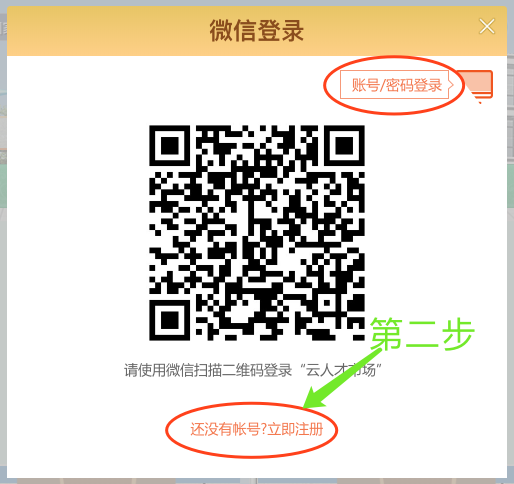 微信登录
账号/密码登录
第二步
请使用微信扫描二维码登录“云人才市场”
还没有帐号?立即注册